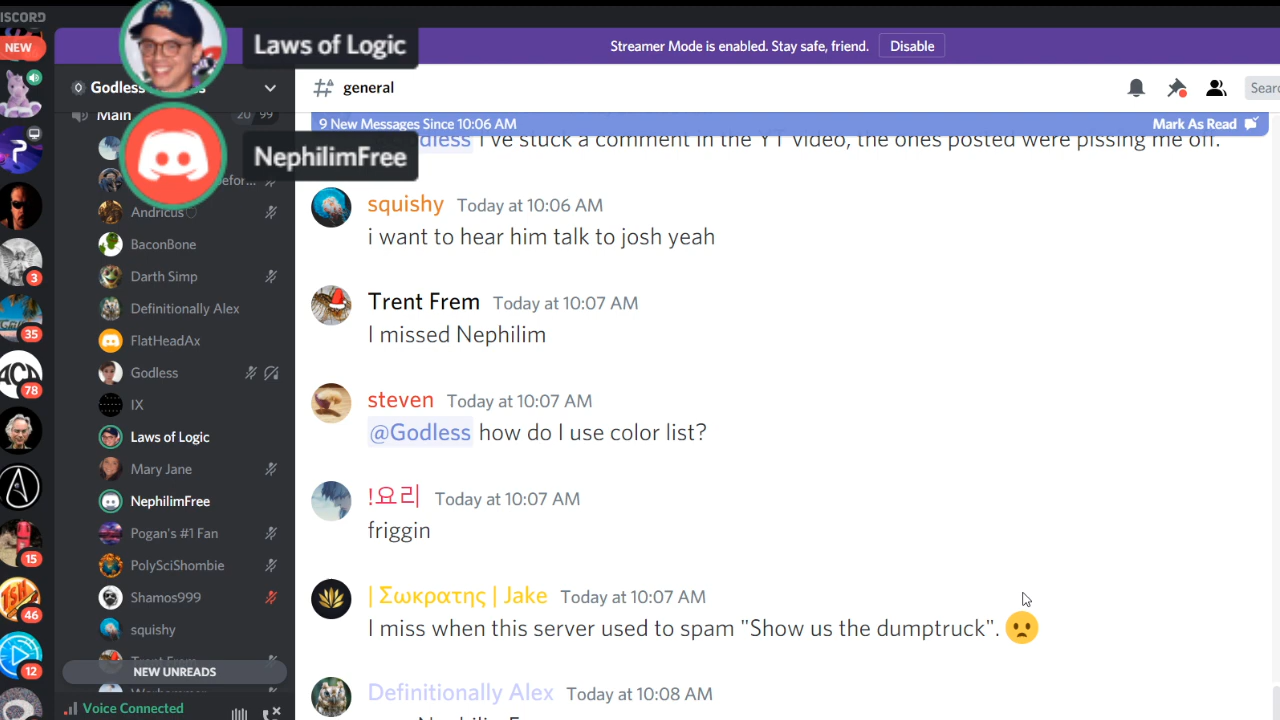 ISCORD
NEW
3
35
78
15
46
12
Laws of Logic
NephilimFree
Godless
Main
20 99
Andricus
BaconBone
Darth Simp
Definitionally Alex
FlatHeadAx
Godless
IX
Laws of Logic
Mary Jane
NephilimFree
Pogan's #1 Fan
PolySciShombie
Shamos999
squishy
NEW UNREADS
Voice Connected
Streamer Mode is enabled. Stay safe, friend.
Disable
general
Sear
9 New Messages Since 10:06 AM
Mark As Read
I've stuck a comment in the YT video, the ones posted were pissing me off.
squishy Today at 10:06 AM
i want to hear him talk to josh yeah
Trent Frem Today at 10:07 AM
I missed Nephilim
steven Today at 10:07 AM
@Godless how do I use color list?
!요리 Today at 10:07 AM
friggin
| Σωκρατης | Jake Today at 10:07 AM
I miss when this server used to spam "Show us the dumptruck". 😦
Definitionally Alex Today at 10:08 AM